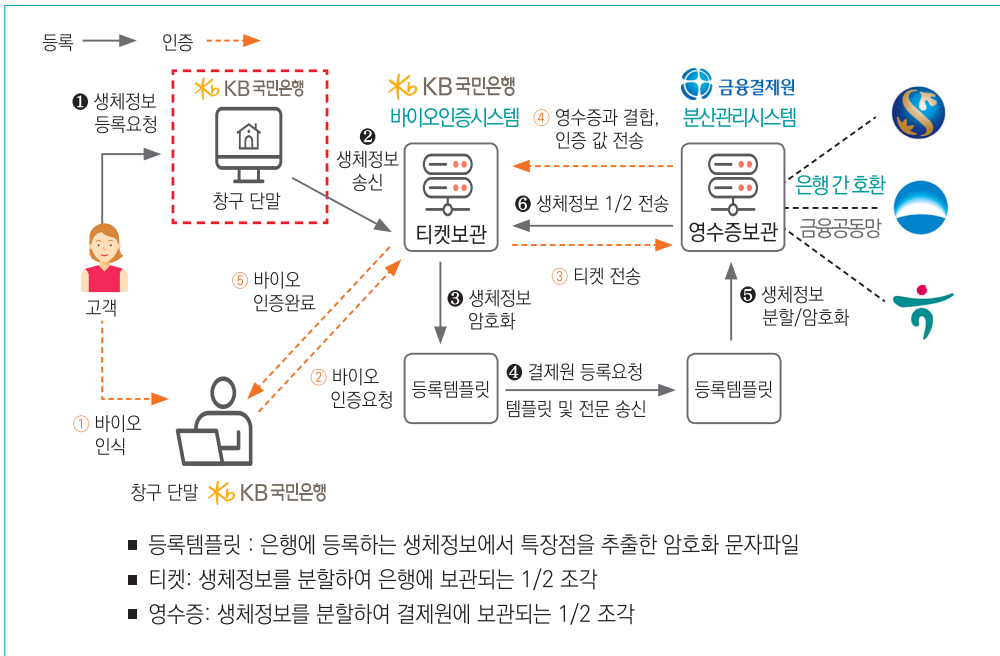 등록
인증
❶ 생체정보
등록요청
KB 국민은행
창구 단말
❷
생체정보
송신
KB 국민은행
바이오인증시스템
티켓보관
④ 영수증과 결합,
인증 값 전송
❻ 생체정보 1/2 전송
③ 티켓 전송
금융결제원
분산관리시스템
영수증보관
은행 간 호환
금융공동망
고객
⑤ 바이오
인증완료
❸ 생체정보
암호화
❺ 생체정보
분할/암호화
② 바이오
인증요청
등록템플릿
❹ 결제원 등록요청
템플릿 및 전문 송신
등록템플릿
① 바이오
인식
창구 단말 KB 국민은행
■ 등록템플릿 : 은행에 등록하는 생체정보에서 특장점을 추출한 암호화 문자파일
■ 티켓: 생체정보를 분할하여 은행에 보관되는 1/2 조각
■ 영수증: 생체정보를 분할하여 결제원에 보관되는 1/2 조각